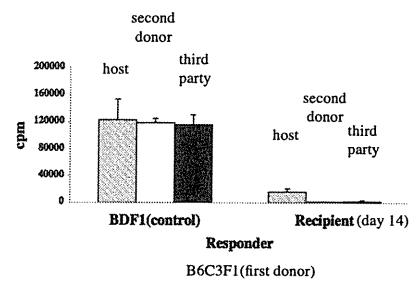 second
donor
host
third
party
200000
160000
120000
80000
40000
0
cpm
second
donor
host
third
party
BDF1(control)
Recipient (day 14)
Responder
B6C3F1(first donor)